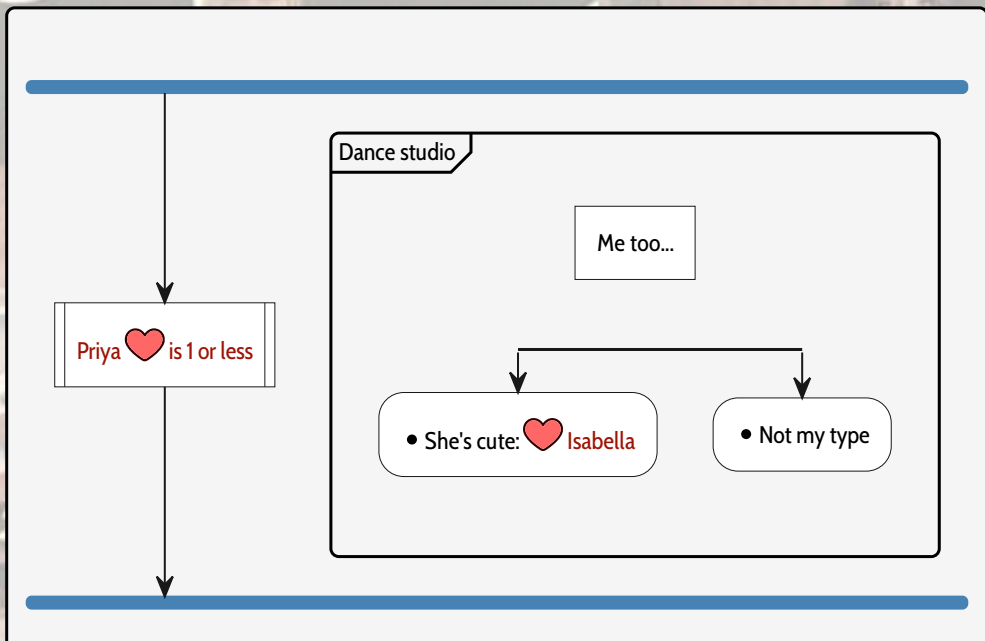 Dance studio
Me too...
Priya is 1 or less
• She's cute: Isabella
• Not my type